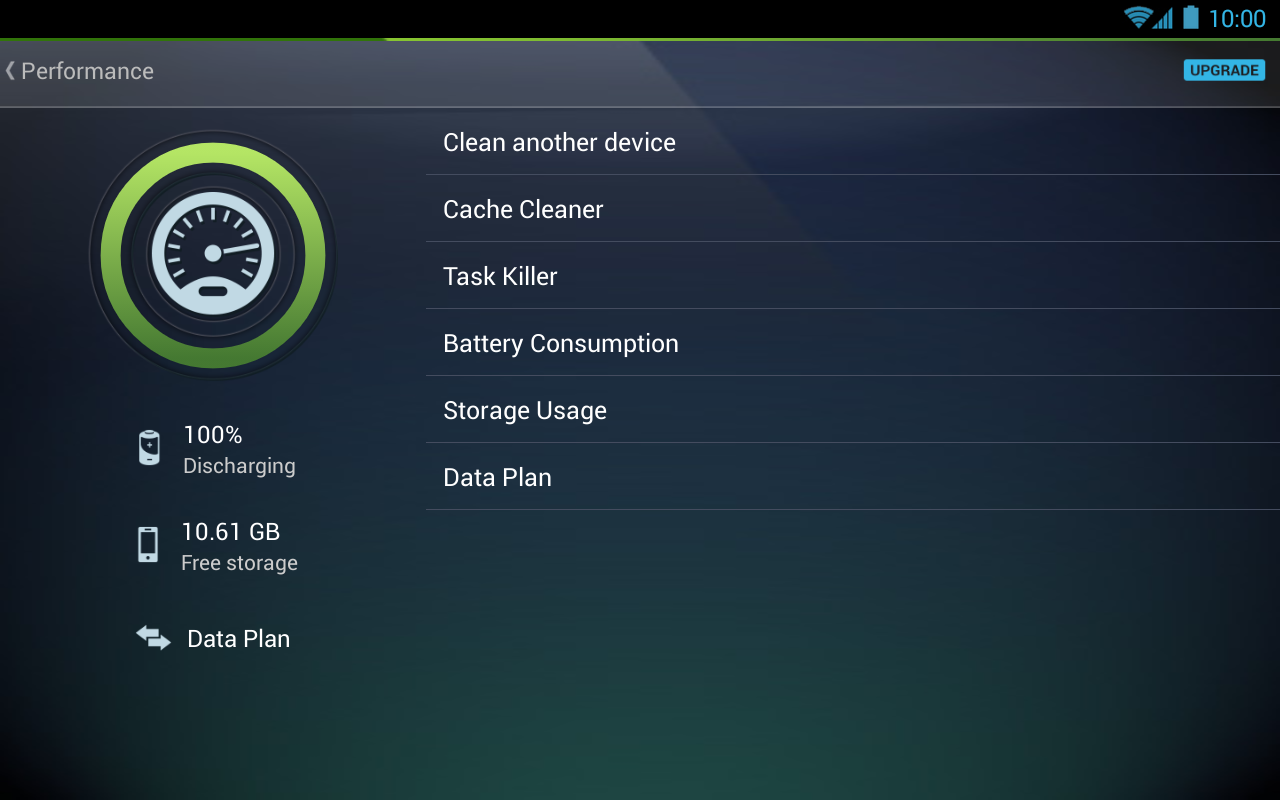 10:00
Performance
UPGRADE
Clean another device
Cache Cleaner
Task Killer
Battery Consumption
Storage Usage
Data Plan
100%
Discharging
10.61 GB
Free storage
Data Plan